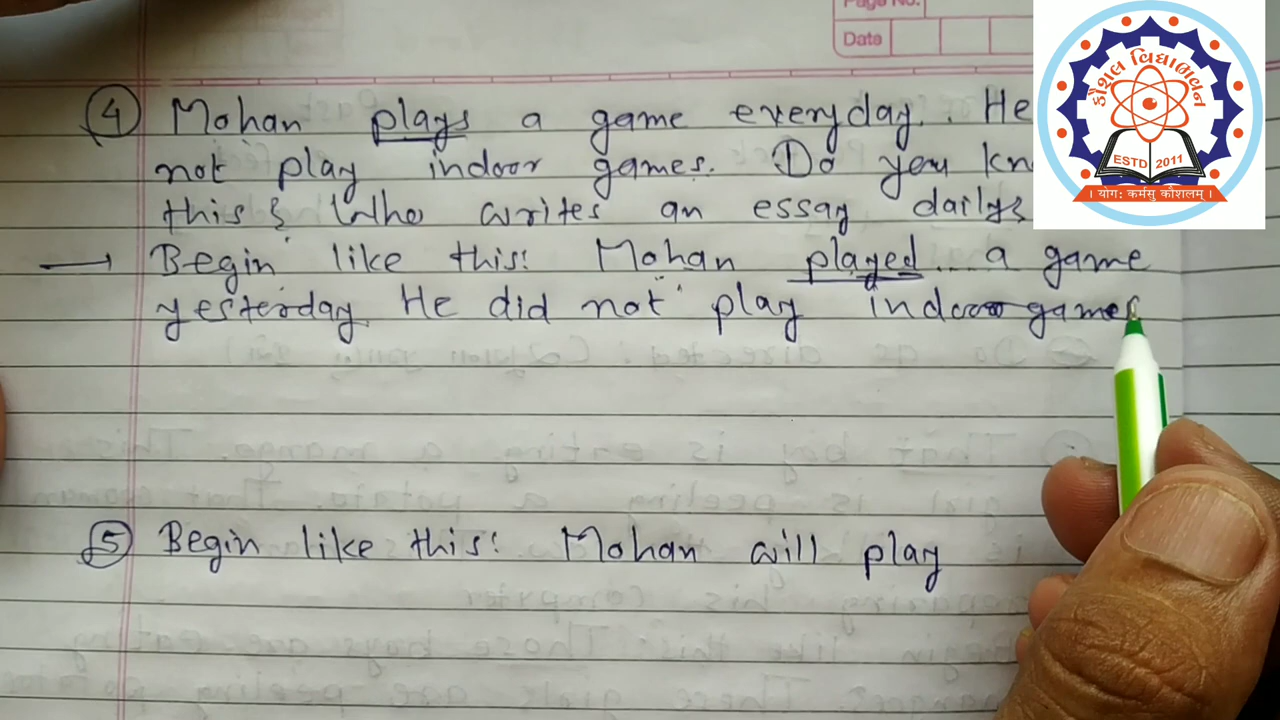 Page No.
Date
4 Mohan plays a game everyday. He
not play indoor games. Do you
this? Who writes an essay daily?
→ Begin like this: Mohan played... a game
yesterday. He did not play indoor games
5 Begin like this: Mohan will play
કૌશલ વિદ્યાભવન
ESTD 2011
। योगः कर्मसु कौशलम् ।